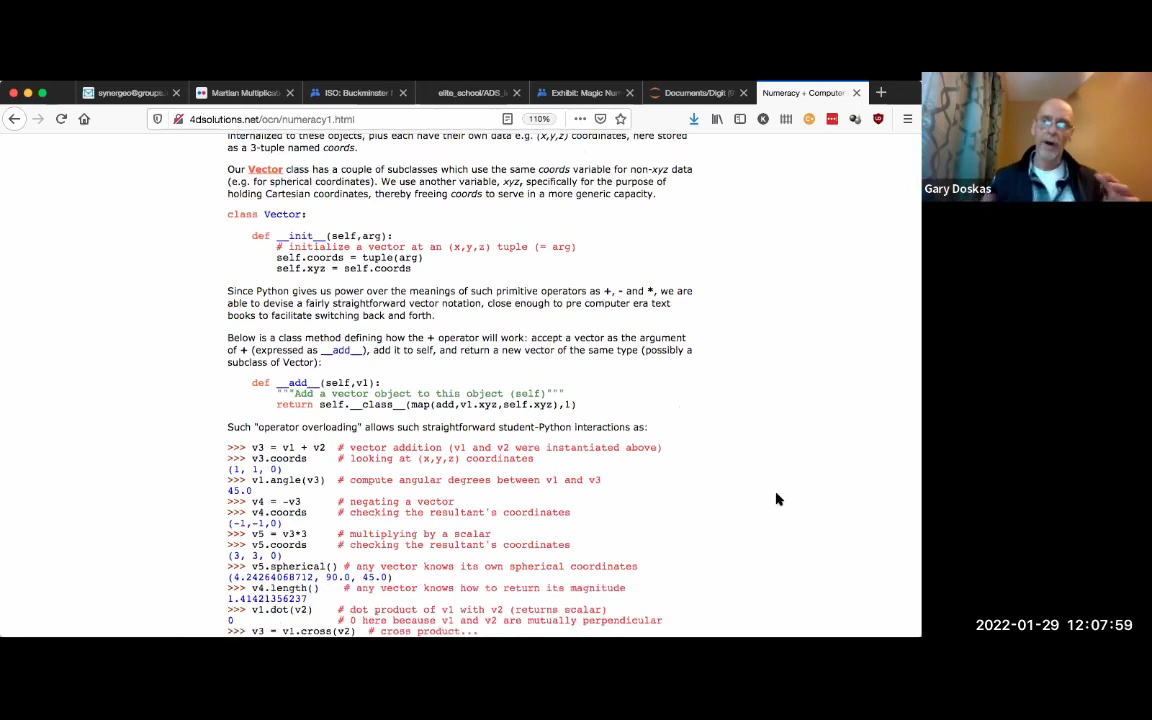 synergeo@groups.
Martian Multiplicati
ISO: Buckminster
elite_school/ADS_i
Exhibit: Magic Num
Documents/Digit (9
Numeracy + Computer
4dsolutions.net/ocn/numeracy1.html
110%
Gary Doskas
internalized to these objects, plus each have their own data e.g. (x,y,z) coordinates, here stored
as a 3-tuple named coords.
Our Vector class has a couple of subclasses which use the same coords variable for non-xyz data
(e.g. for spherical coordinates). We use another variable, xyz, specifically for the purpose of
holding Cartesian coordinates, thereby freeing coords to serve in a more generic capacity.
class Vector:
def __init__(self,arg):
# initialize a vector at an (x,y,z) tuple (= arg)
self.coords = tuple(arg)
self.xyz = self.coords
Since Python gives us power over the meanings of such primitive operators as +, - and *, we are
able to devise a fairly straightforward vector notation, close enough to pre computer era text
books to facilitate switching back and forth.
Below is a class method defining how the + operator will work: accept a vector as the argument
of + (expressed as __add__), add it to self, and return a new vector of the same type (possibly a
subclass of Vector):
def __add__(self,v1):
"""Add a vector object to this object (self)"""
return self.__class__(map(add,v1.xyz,self.xyz),1)
Such "operator overloading" allows such straightforward student-Python interactions as:
>>> v3 = v1 + v2 # vector addition (v1 and v2 were instantiated above)
>>> v3.coords # looking at (x,y,z) coordinates
(1, 1, 0)
>>> v1.angle(v3) # compute angular degrees between v1 and v3
45.0
>>> v4 = -v3 # negating a vector
>>> v4.coords # checking the resultant's coordinates
(-1,-1,0)
>>> v5 = v3*3 # multiplying by a scalar
>>> v5.coords # checking the resultant's coordinates
(3, 3, 0)
>>> v5.spherical() # any vector knows its own spherical coordinates
(4.24264068712, 90.0, 45.0)
>>> v4.length() # any vector knows how to return its magnitude
1.41421356237
>>> v1.dot(v2) # dot product of v1 with v2 (returns scalar)
0 # 0 here because v1 and v2 are mutually perpendicular
>>> v3 = v1.cross(v2) # cross product...
2022-01-29 12:07:59